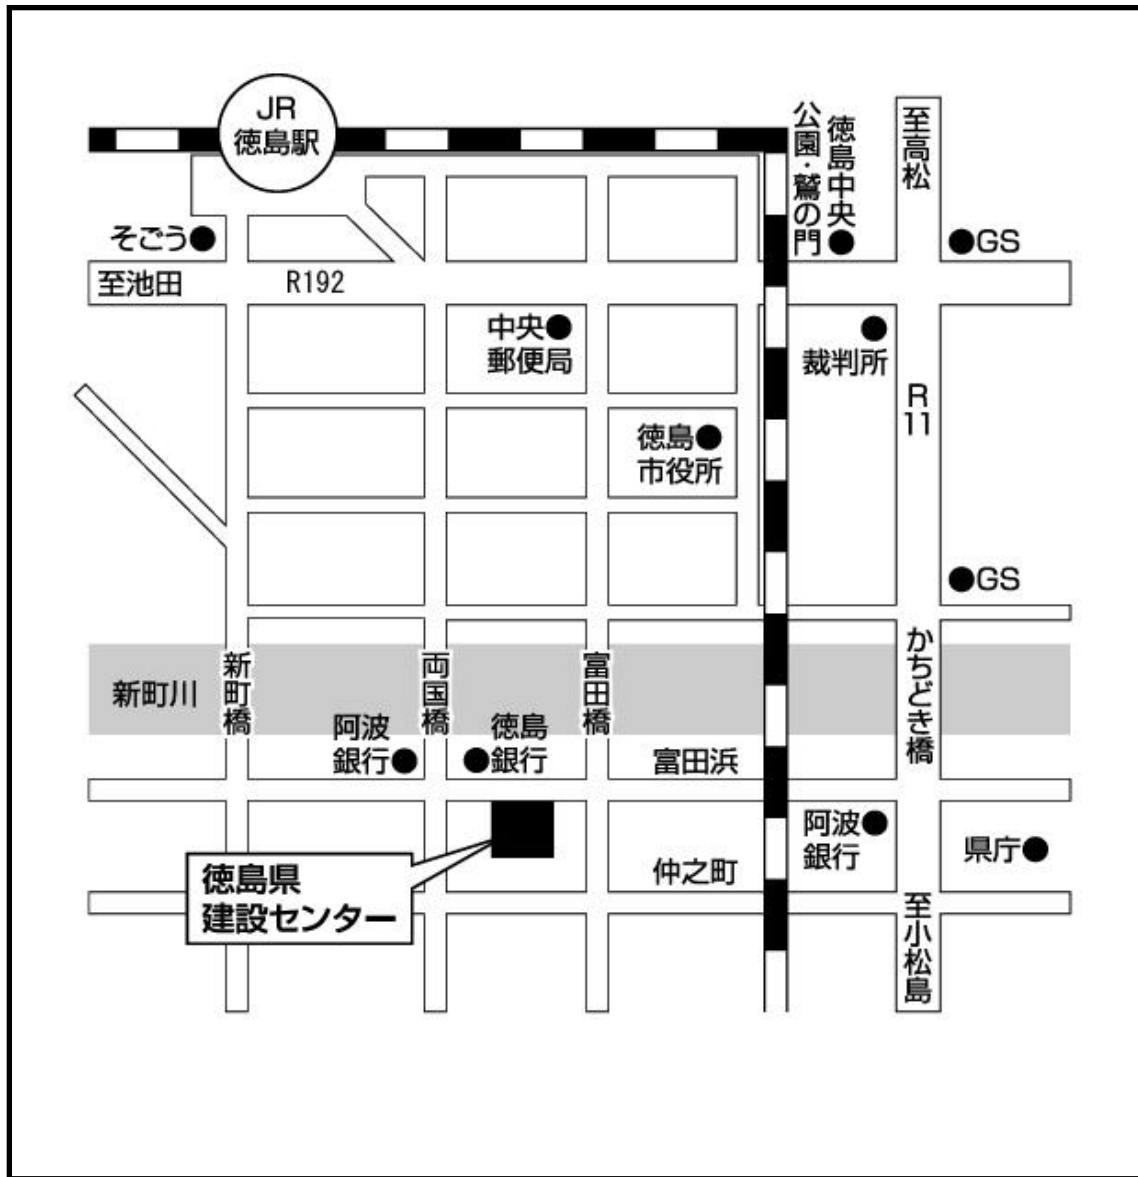 JR
徳島駅
公園・鷲の門
徳島中央
至高松
そごう
GS
至池田
R192
中央
郵便局
裁判所
R11
徳島
市役所
GS
新町川
新町橋
両国橋
富田橋
かちどき橋
阿波
銀行
徳島
銀行
富田浜
阿波
銀行
県庁
徳島県
建設センター
仲之町
至小松島